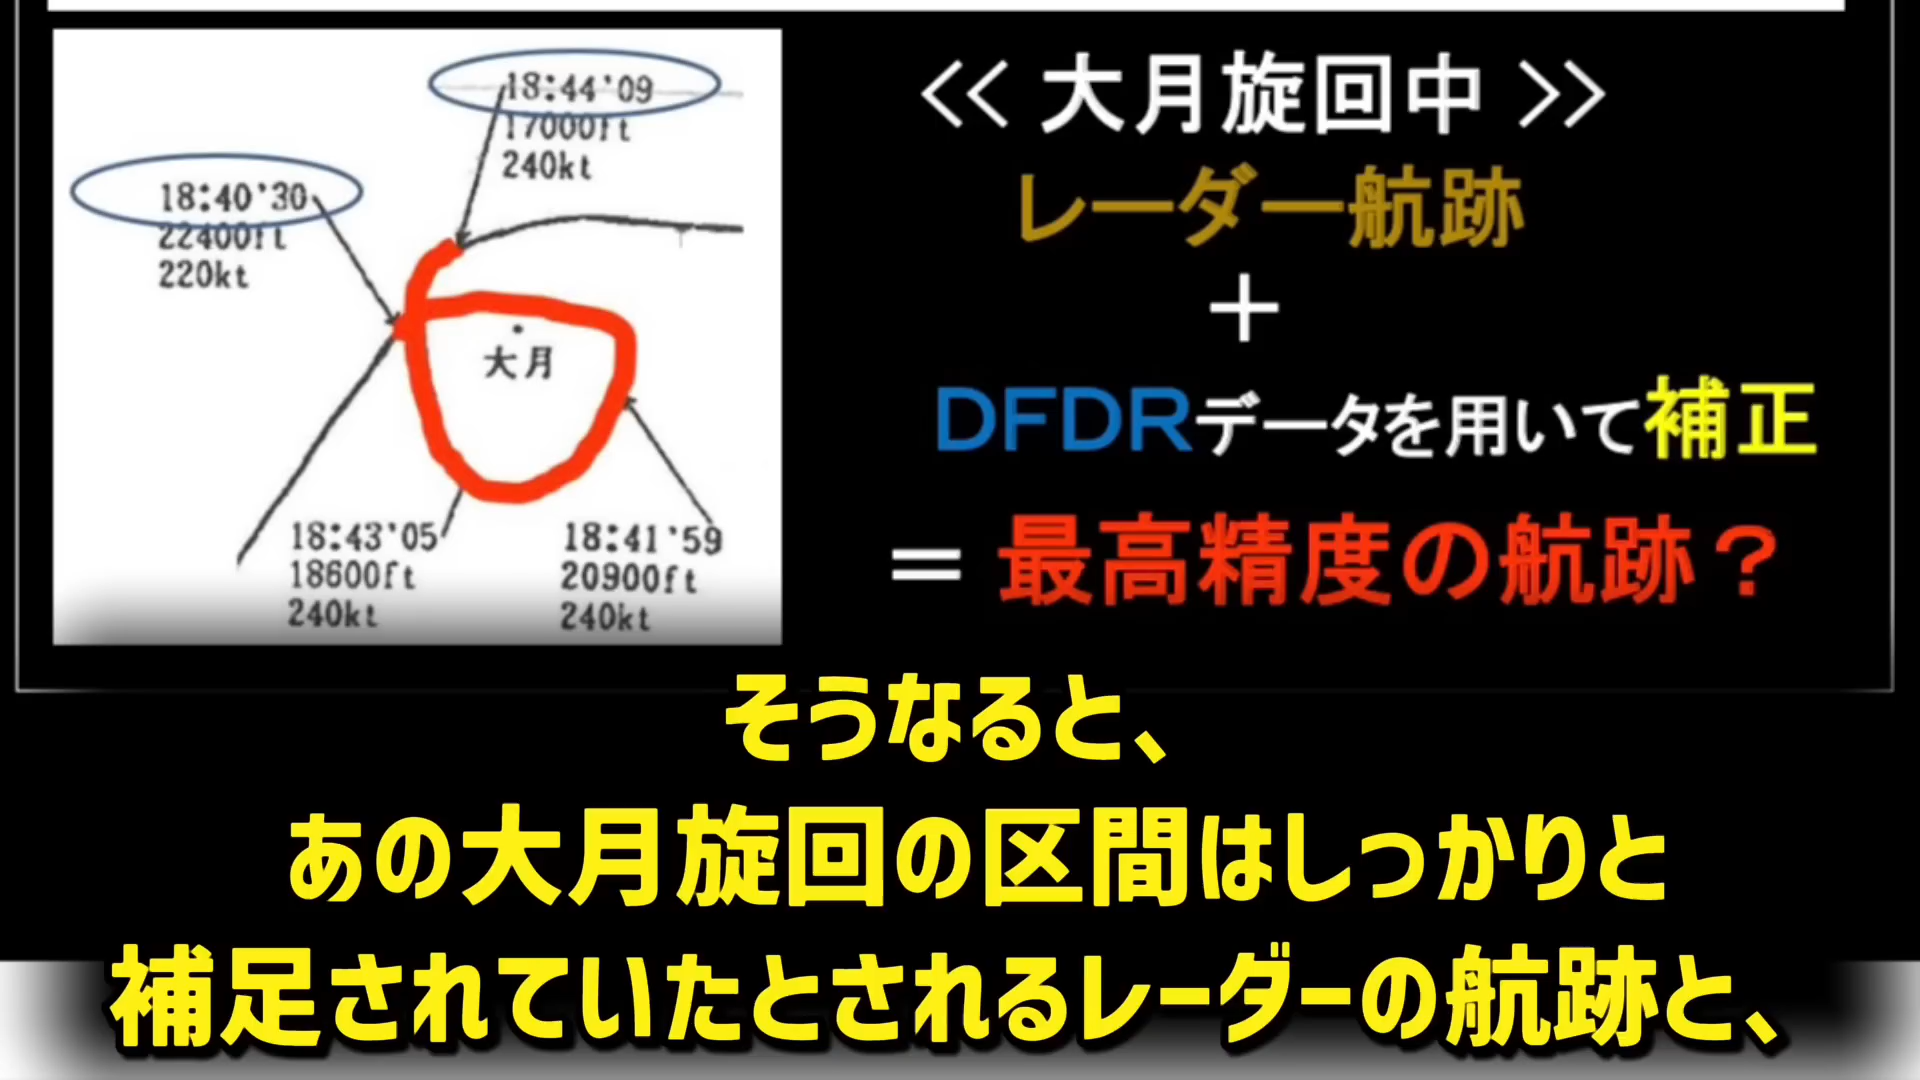 18:44'09
17000ft
240kt
18:40'30
22400ft
220kt
大月
18:43'05
18600ft
240kt
18:41'59
20900ft
240kt
<< 大月旋回中 >>
レーダー航跡
+
DFDRデータを用いて補正
= 最高精度の航跡？
そうなると、
あの大月旋回の区間はしっかりと
補足されていたとされるレーダーの航跡と、